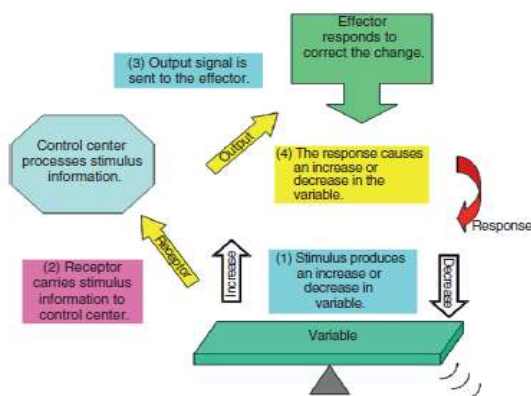 Effector
responds to
correct the change.
(3) Output signal is
sent to the effector.
Control center
processes stimulus
information.
Output
(4) The response causes
an increase or
decrease in the
variable.
Response
Receptor
(2) Receptor
carries stimulus
information to
control center.
Increase
(1) Stimulus produces
an increase or
decrease in
variable.
Decrease
Variable